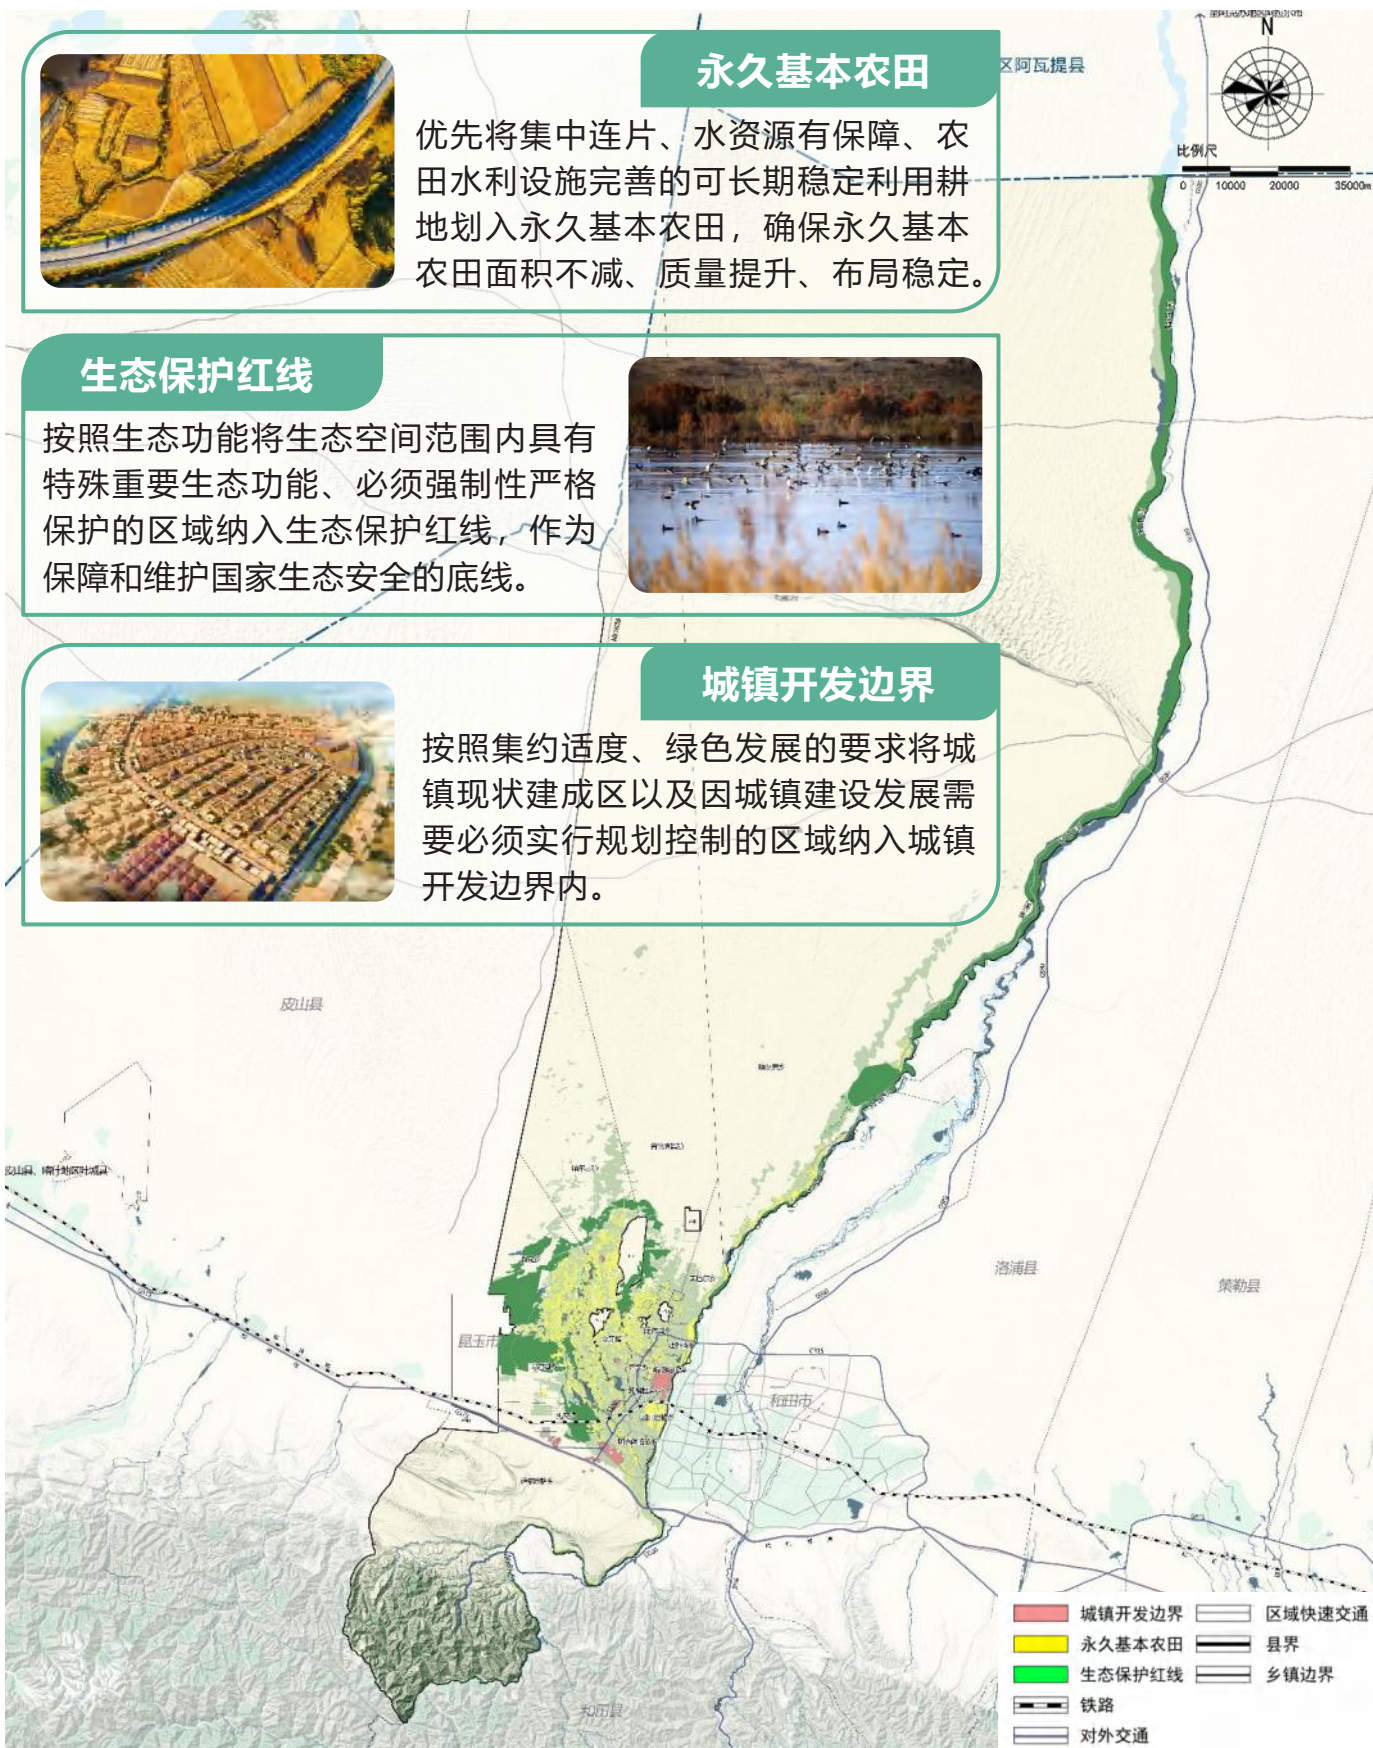 永久基本农田
优先将集中连片、水资源有保障、农
田水利设施完善的可长期稳定利用耕
地划入永久基本农田，确保永久基本
农田面积不减、质量提升、布局稳定。
区阿瓦提县
N
比例尺
0 10000 20000 35000m
生态保护红线
按照生态功能将生态空间范围内具有
特殊重要生态功能、必须强制性严格
保护的区域纳入生态保护红线，作为
保障和维护国家生态安全的底线。
城镇开发边界
按照集约适度、绿色发展的要求将城
镇现状建成区以及因城镇建设发展需
要必须实行规划控制的区域纳入城镇
开发边界内。
皮山县
皮山县、喀什地区叶城县
洛浦县
策勒县
昆玉市
和田市
和田县
城镇开发边界
区域快速交通
永久基本农田
县界
生态保护红线
乡镇边界
铁路
对外交通